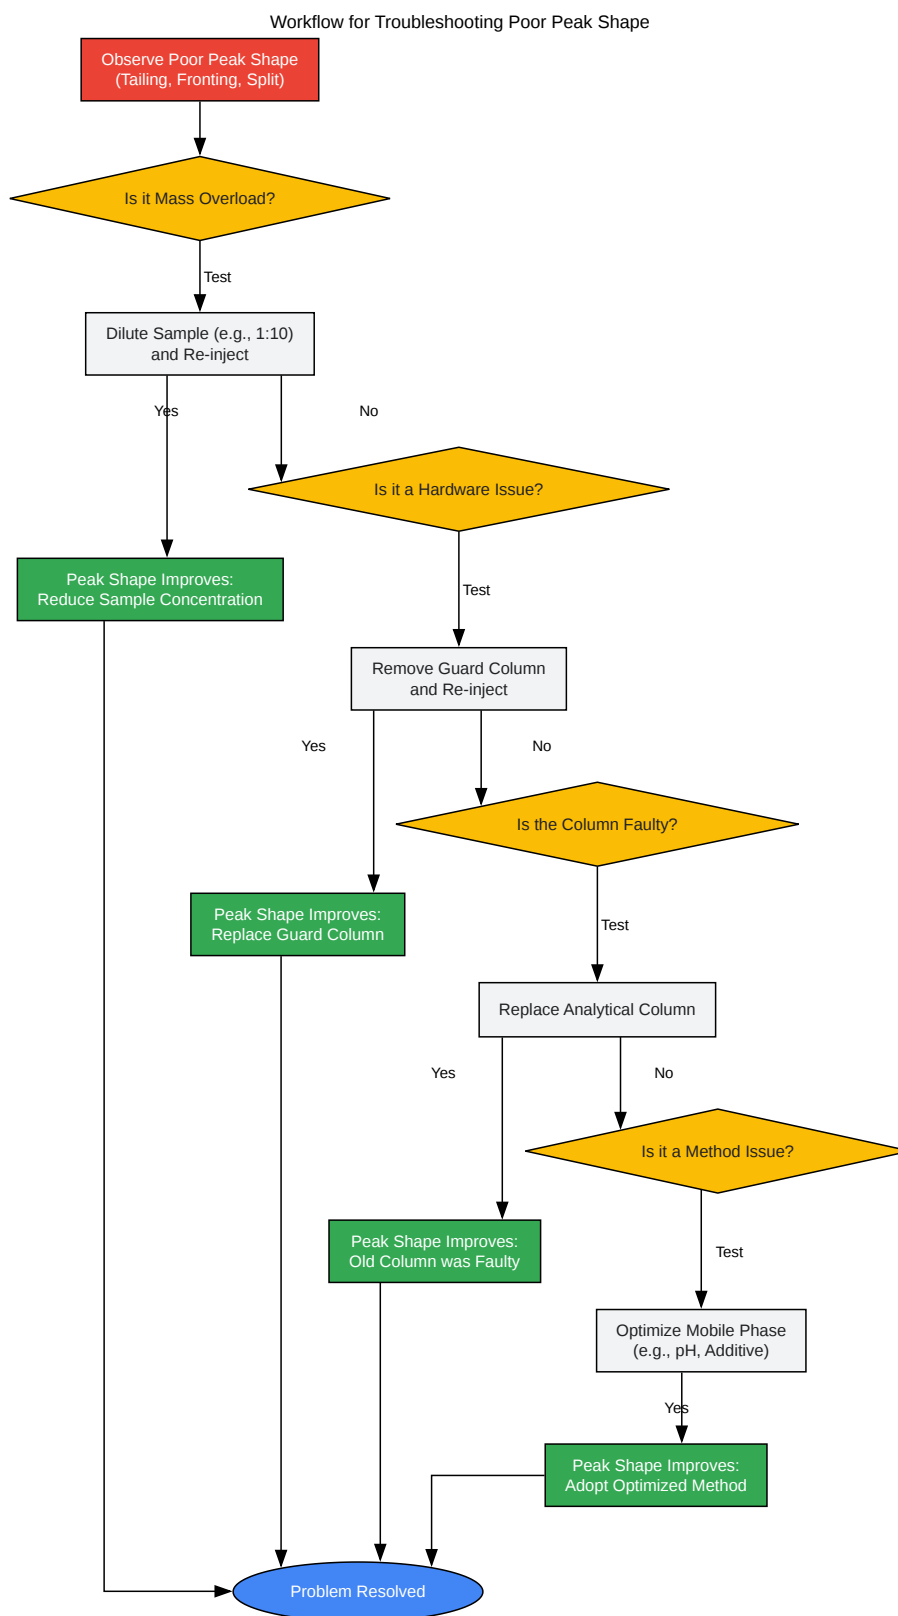 Workflow for Troubleshooting Poor Peak Shape
Observe Poor Peak Shape
(Tailing, Fronting, Split)
Is it Mass Overload?
Test
Dilute Sample (e.g., 1:10)
and Re-inject
Yes
No
Is it a Hardware Issue?
Peak Shape Improves:
Reduce Sample Concentration
Test
Remove Guard Column
and Re-inject
Yes
No
Is the Column Faulty?
Peak Shape Improves:
Replace Guard Column
Test
Replace Analytical Column
Yes
No
Is it a Method Issue?
Peak Shape Improves:
Old Column was Faulty
Test
Optimize Mobile Phase
(e.g., pH, Additive)
Yes
Peak Shape Improves:
Adopt Optimized Method
Problem Resolved